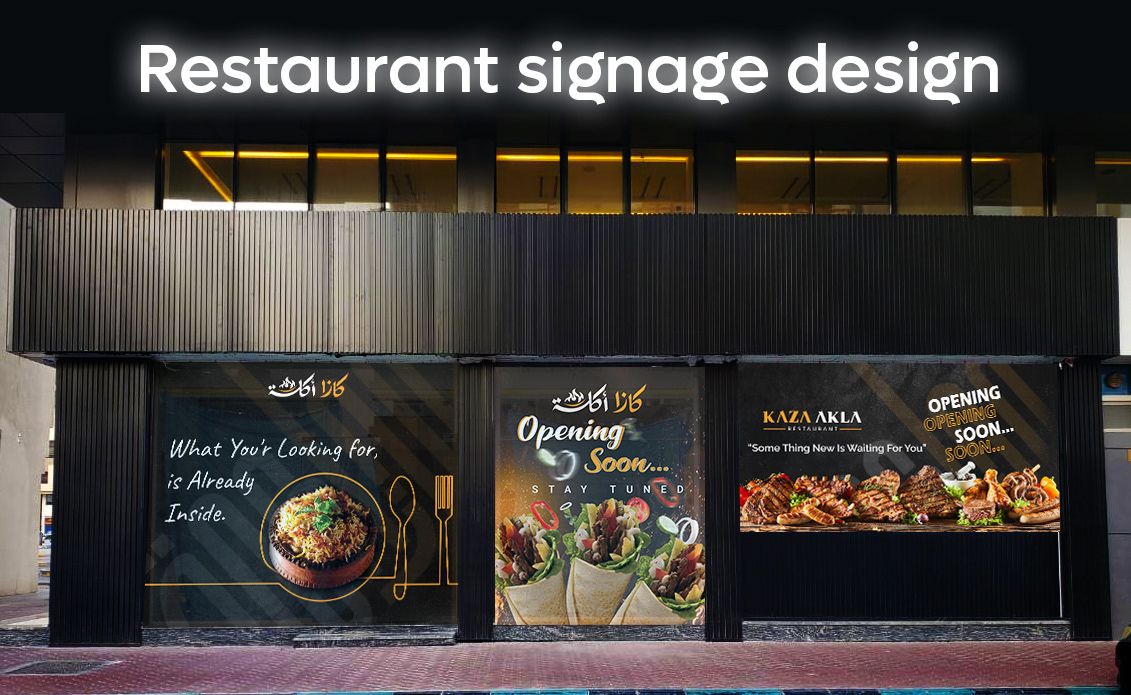 Restaurant signage design
كازا أكلة
What You'r Looking for,
is Already
Inside.
كازا أكلة
Opening
Soon...
STAY TUNED
KAZA AKLA
RESTAURANT
"Some Thing New Is Waiting For You"
OPENING
OPENING
SOON...
SOON...